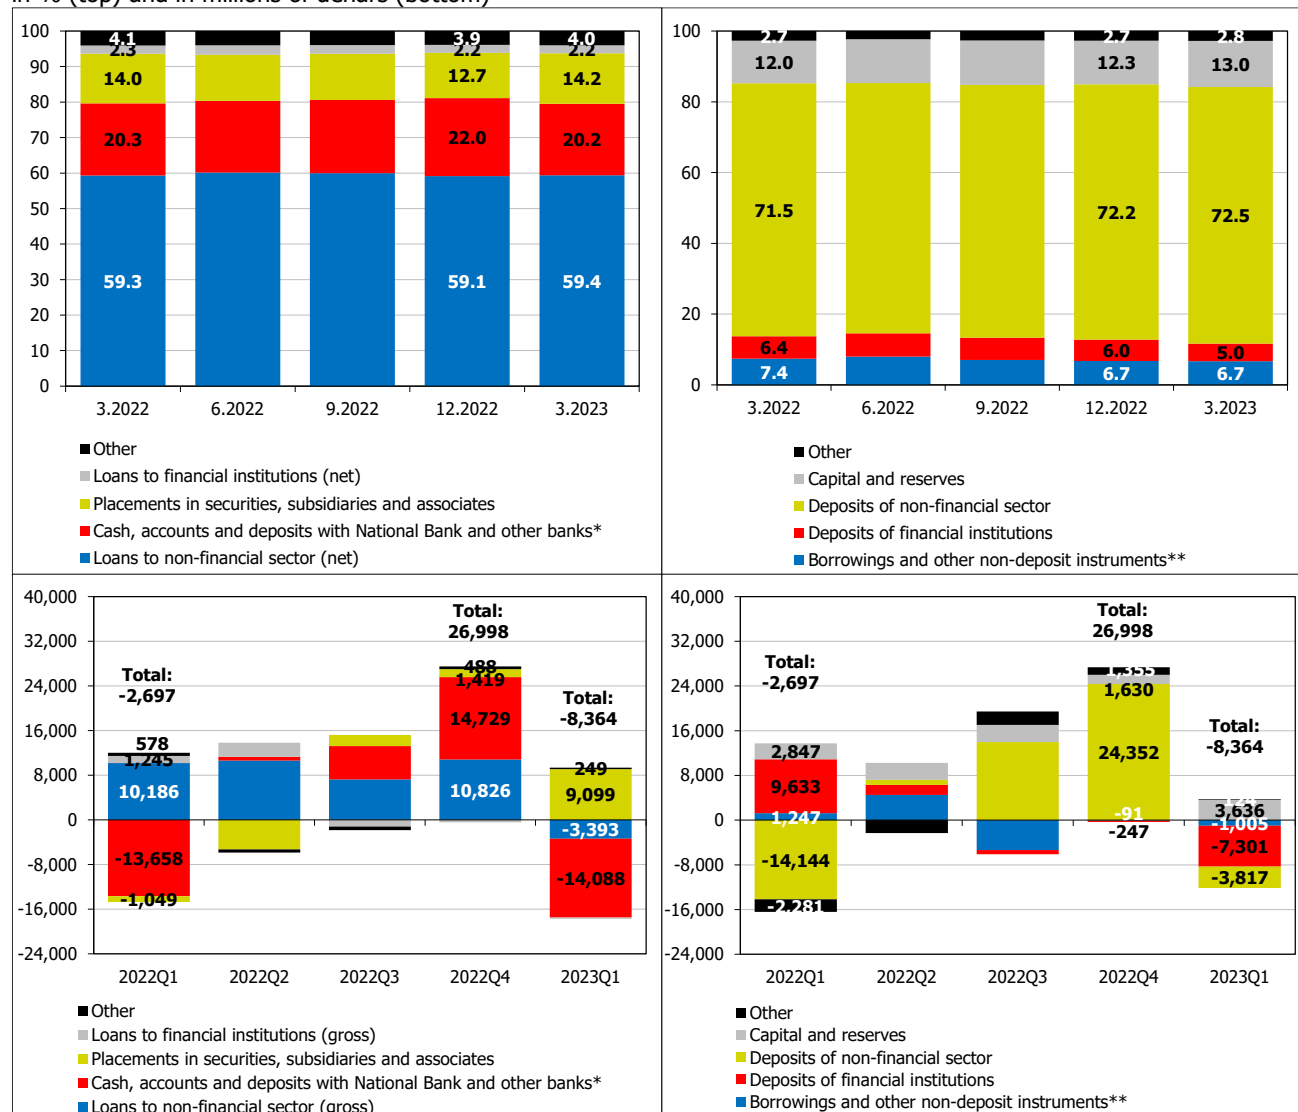 in % (top) and in millions of denars (bottom)
100
90
80
70
60
50
40
30
20
10
0
4.1
2.3
14.0
20.3
59.3
3.9
2.2
12.7
22.0
59.1
4.0
2.2
14.2
20.2
59.4
3.2022
6.2022
9.2022
12.2022
3.2023
Other
Loans to financial institutions (net)
Placements in securities, subsidiaries and associates
Cash, accounts and deposits with National Bank and other banks*
Loans to non-financial sector (net)
100
80
60
40
20
0
2.7
12.0
71.5
6.4
7.4
2.7
12.3
72.2
6.0
6.7
2.8
13.0
72.5
5.0
6.7
3.2022
6.2022
9.2022
12.2022
3.2023
Other
Capital and reserves
Deposits of non-financial sector
Deposits of financial institutions
Borrowings and other non-deposit instruments**
40,000
32,000
24,000
16,000
8,000
0
-8,000
-16,000
-24,000
Total:
-2,697
578
1,245
10,186
-13,658
-1,049
Total:
26,998
488
1,419
14,729
10,826
Total:
-8,364
249
9,099
-3,393
-14,088
2022Q1
2022Q2
2022Q3
2022Q4
2023Q1
Other
Loans to financial institutions (gross)
Placements in securities, subsidiaries and associates
Cash, accounts and deposits with National Bank and other banks*
Loans to non-financial sector (gross)
40,000
32,000
24,000
16,000
8,000
0
-8,000
-16,000
-24,000
Total:
-2,697
2,847
9,633
1,247
-14,144
-2,281
Total:
26,998
1,355
1,630
24,352
-91
-247
Total:
-8,364
3,636
-1,005
-7,301
-3,817
2022Q1
2022Q2
2022Q3
2022Q4
2023Q1
Other
Capital and reserves
Deposits of non-financial sector
Deposits of financial institutions
Borrowings and other non-deposit instruments**